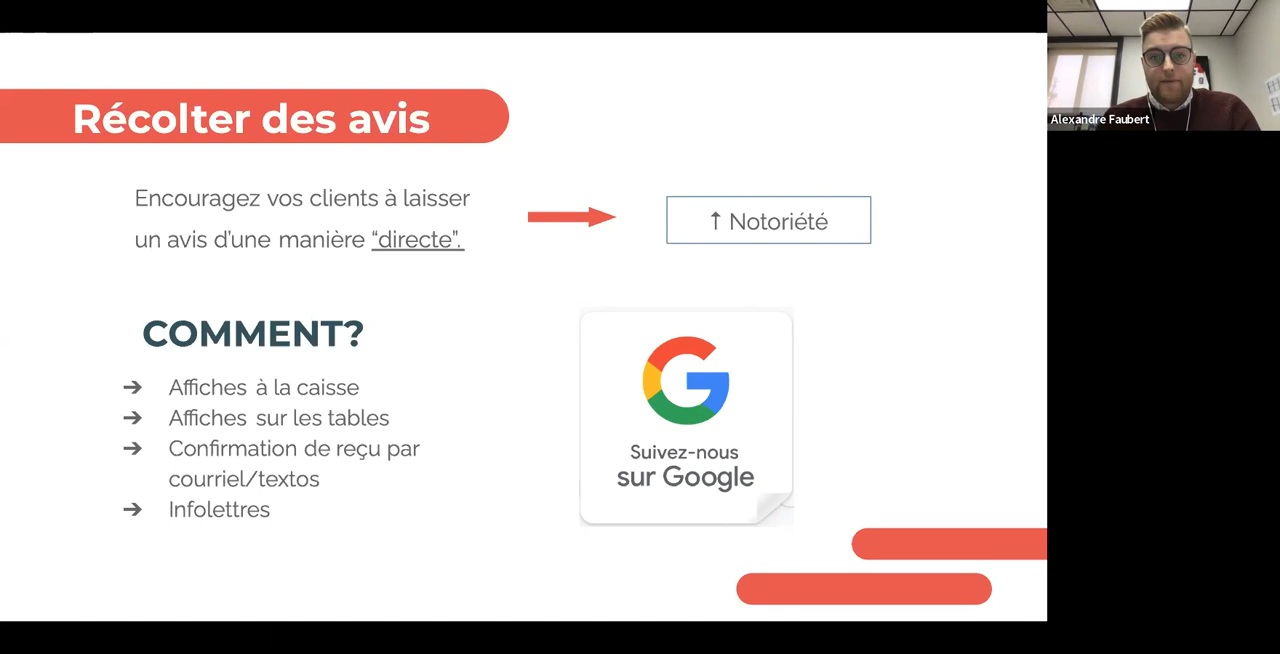 Récolter des avis
Encouragez vos clients à laisser
un avis d'une manière “directe”.
↑ Notoriété
COMMENT?
➔ Affiches à la caisse
➔ Affiches sur les tables
➔ Confirmation de reçu par
courriel/textos
➔ Infolettres
Suivez-nous
sur Google
Alexandre Faubert